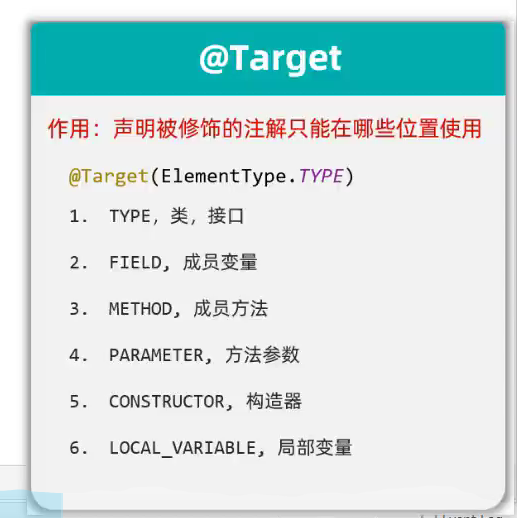 @Target
作用：声明被修饰的注解只能在哪些位置使用
@Target(ElementType.TYPE)
1. TYPE，类，接口
2. FIELD, 成员变量
3. METHOD, 成员方法
4. PARAMETER, 方法参数
5. CONSTRUCTOR, 构造器
6. LOCAL_VARIABLE, 局部变量